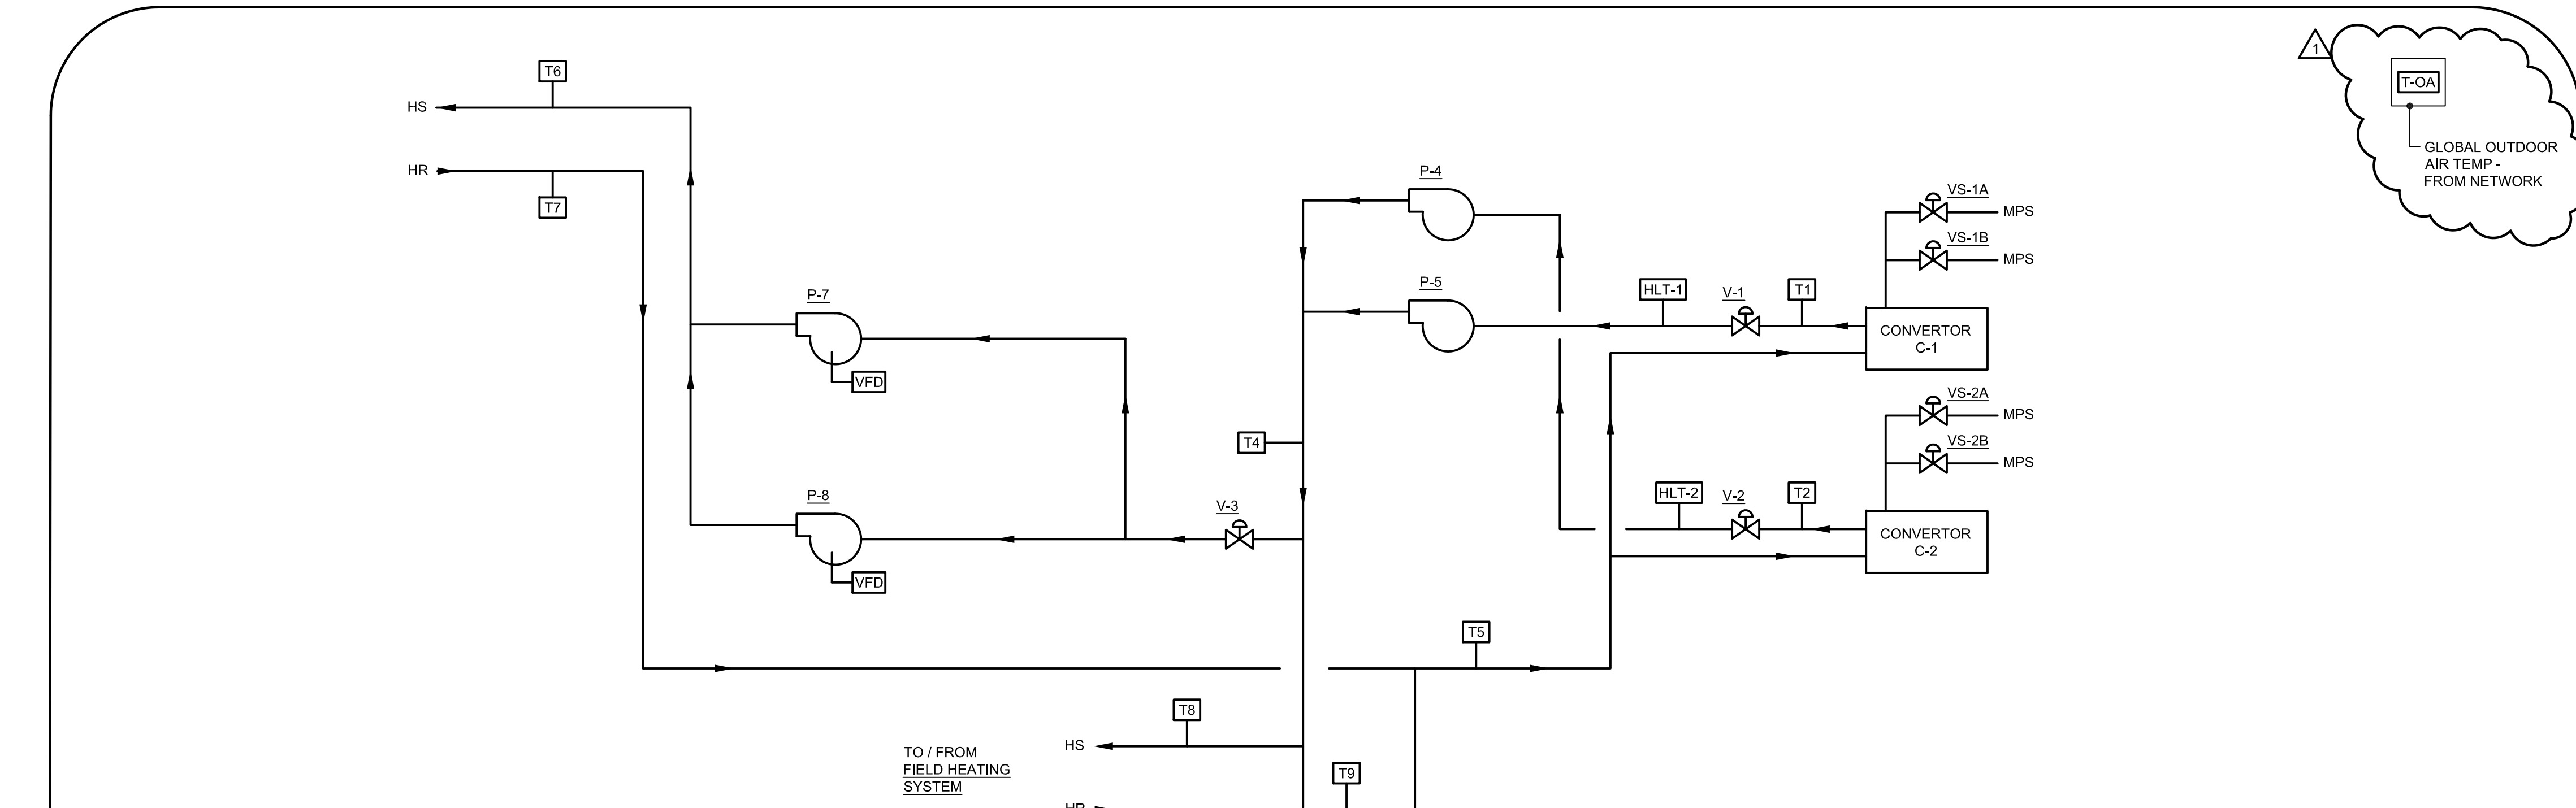 1
T-OA
GLOBAL OUTDOOR
AIR TEMP -
FROM NETWORK
T6
HS
HR
T7
P-4
VS-1A
MPS
VS-1B
MPS
P-5
HLT-1
V-1
T1
CONVERTOR
C-1
P-7
VFD
VS-2A
MPS
VS-2B
MPS
T4
P-8
VFD
V-3
HLT-2
V-2
T2
CONVERTOR
C-2
T5
T8
HS
TO / FROM
FIELD HEATING
SYSTEM
T9
HR